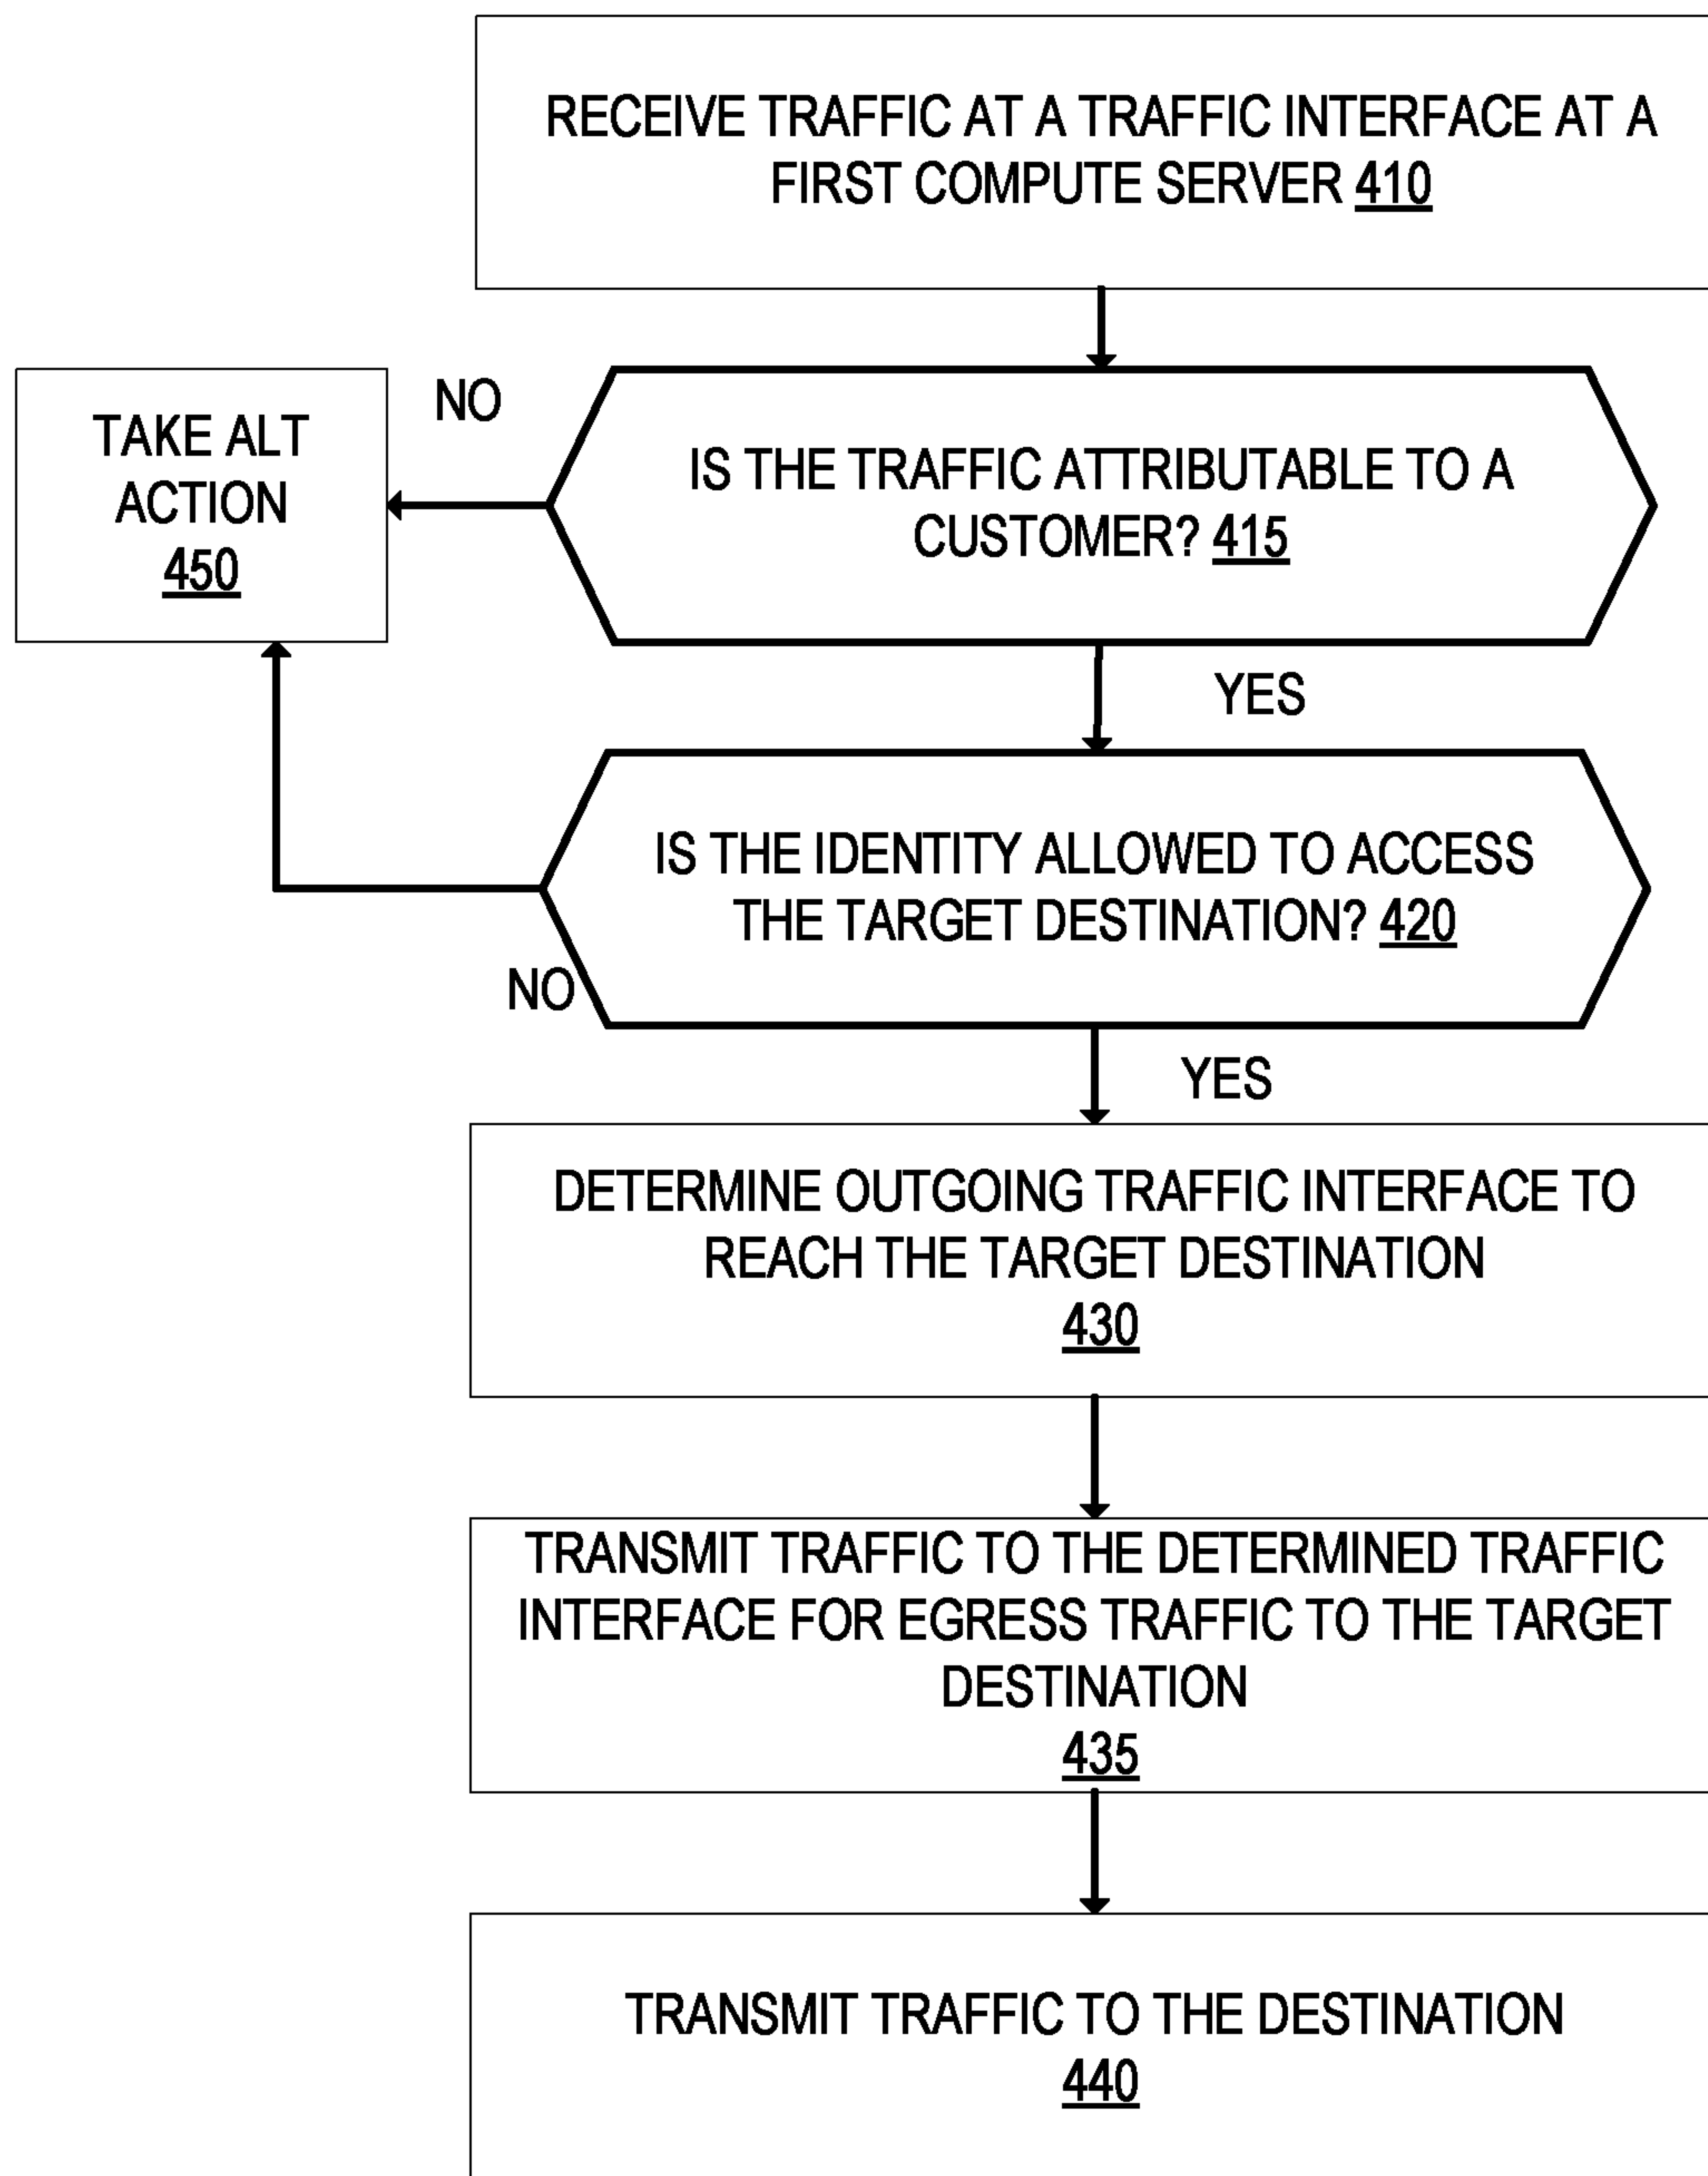 RECEIVE TRAFFIC AT A TRAFFIC INTERFACE AT A
FIRST COMPUTE SERVER 410
NO
TAKE ALT
ACTION
450
IS THE TRAFFIC ATTRIBUTABLE TO A
CUSTOMER? 415
YES
IS THE IDENTITY ALLOWED TO ACCESS
THE TARGET DESTINATION? 420
NO
YES
DETERMINE OUTGOING TRAFFIC INTERFACE TO
REACH THE TARGET DESTINATION
430
TRANSMIT TRAFFIC TO THE DETERMINED TRAFFIC
INTERFACE FOR EGRESS TRAFFIC TO THE TARGET
DESTINATION
435
TRANSMIT TRAFFIC TO THE DESTINATION
440